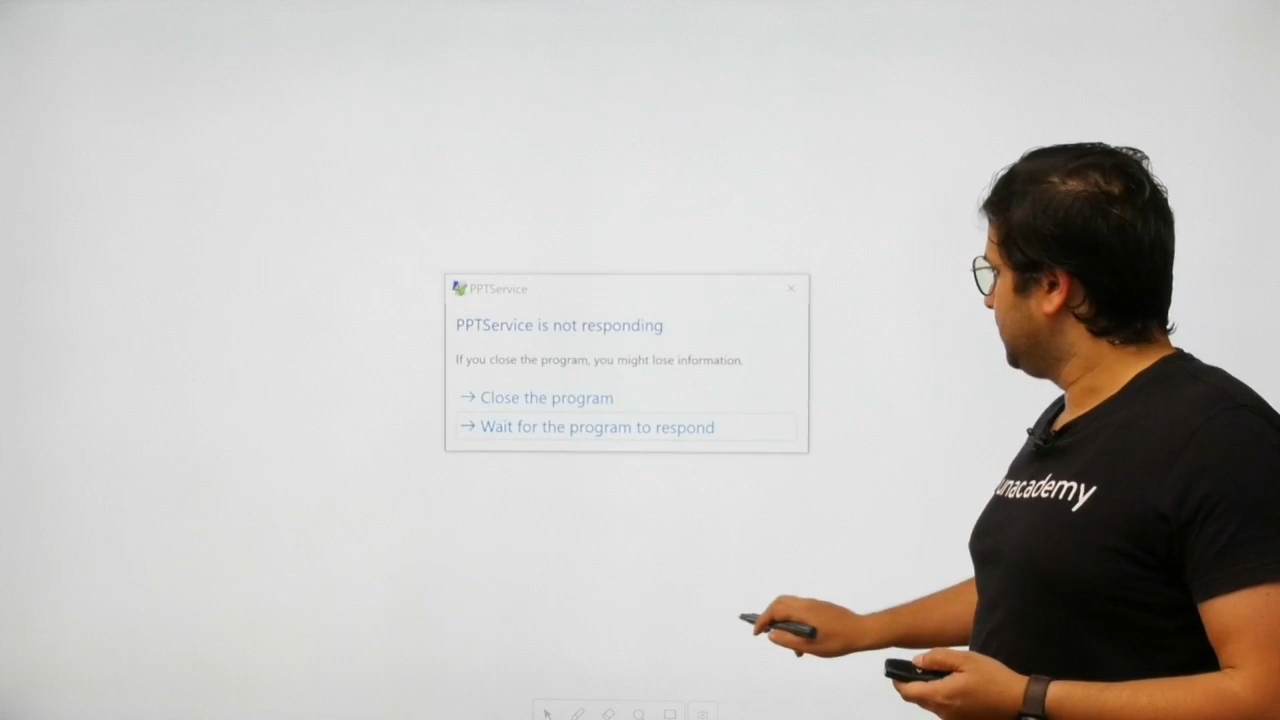 PPTService
PPTService is not responding
If you close the program, you might lose information.
→ Close the program
→ Wait for the program to respond
unacademy